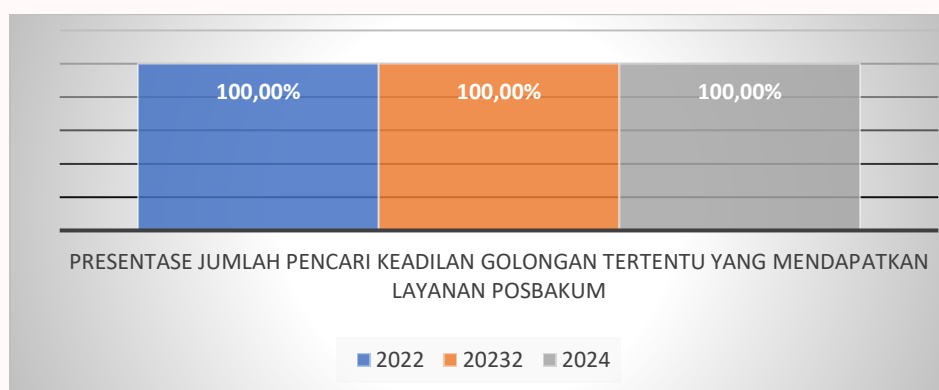 100,00% 100,00% 100,00%
PRESENTASE JUMLAH PENCARI KEADILAN GOLONGAN TERTENTU YANG MENDAPATKAN
LAYANAN POSBAKUM
2022 20232 2024